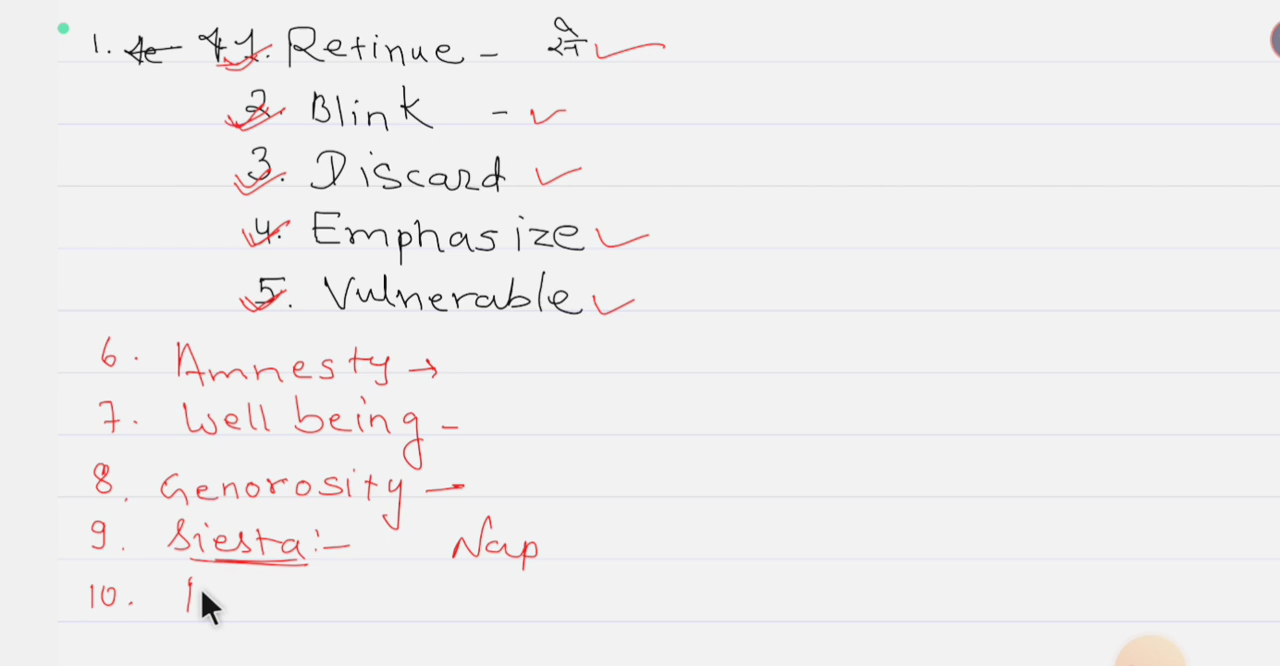 1. 1. Retinue -
2. Blink -
3. Discard
4. Emphasize
5. Vulnerable
6. Amnesty →
7. Well being -
8. Genorosity -
9. Siesta :- Nap
10.